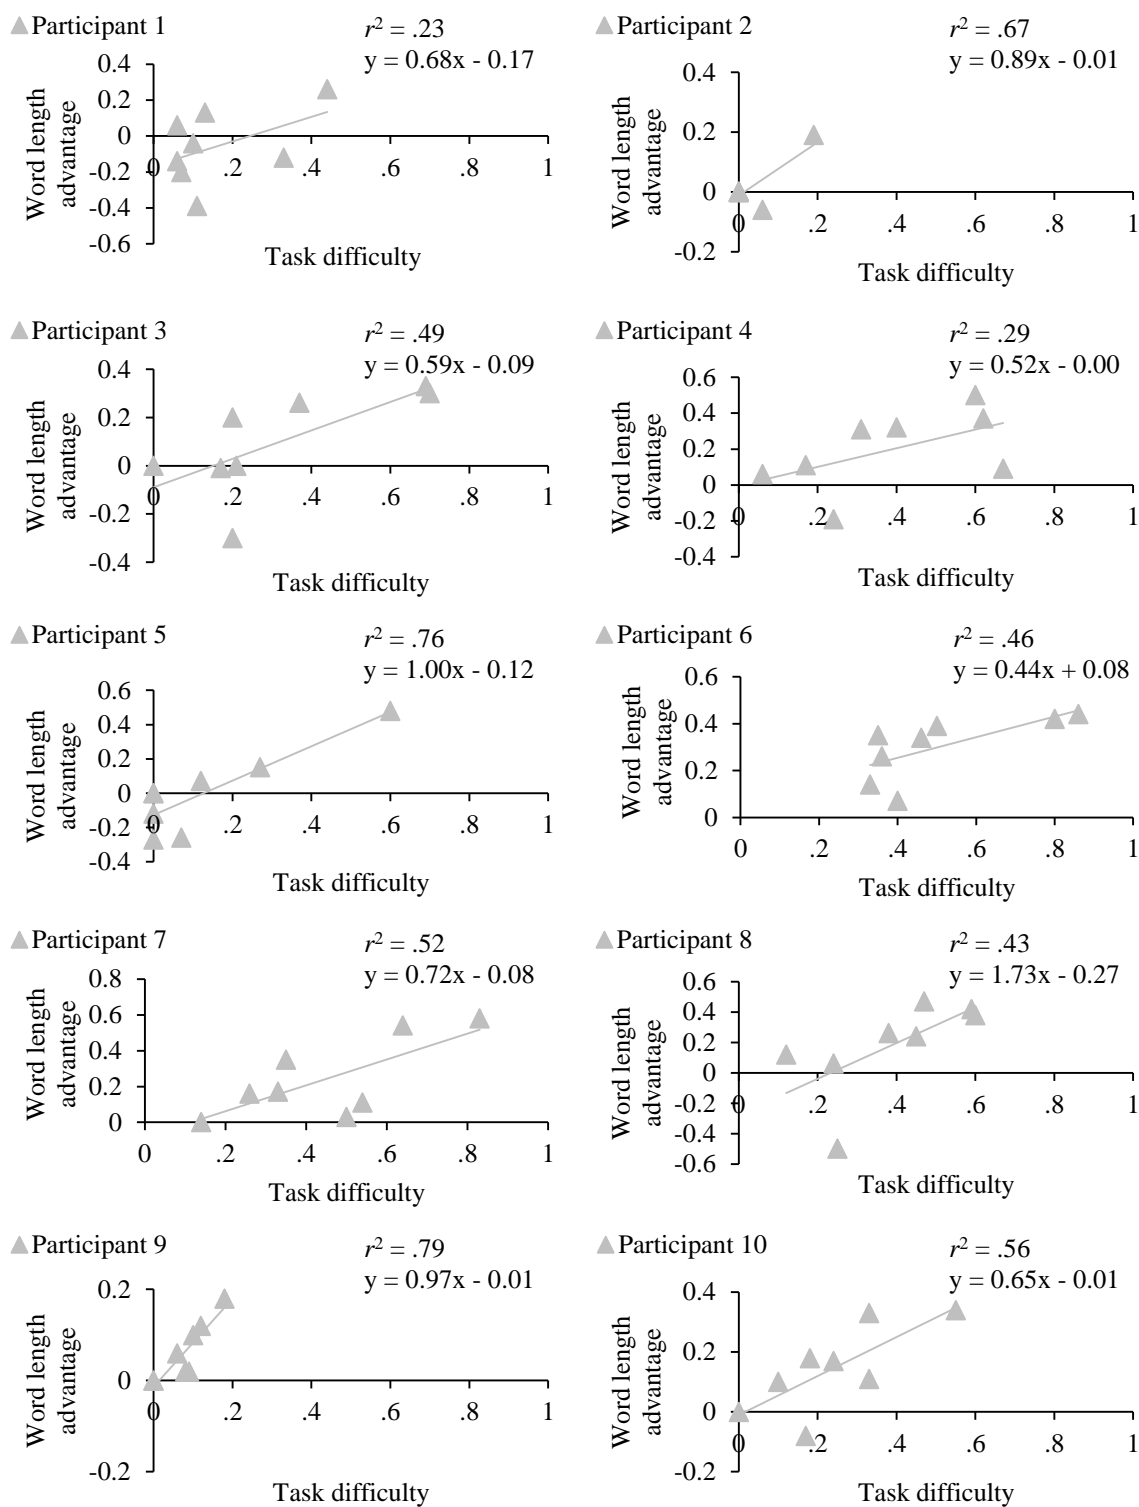 Participant 1
r² = .23
y = 0.68x - 0.17
0.4
0.2
0
-0.2
-0.4
-0.6
0 .2 .4 .6 .8 1
Word length
advantage
Task difficulty
Participant 2
r² = .67
y = 0.89x - 0.01
0.4
0.2
0
-0.2
0 .2 .4 .6 .8 1
Word length
advantage
Task difficulty
Participant 3
r² = .49
y = 0.59x - 0.09
0.4
0.2
0
-0.2
-0.4
0 .2 .4 .6 .8 1
Word length
advantage
Task difficulty
Participant 4
r² = .29
y = 0.52x - 0.00
0.6
0.4
0.2
0
-0.2
-0.4
0 .2 .4 .6 .8 1
Word length
advantage
Task difficulty
Participant 5
r² = .76
y = 1.00x - 0.12
0.6
0.4
0.2
0
-0.2
-0.4
0 .2 .4 .6 .8 1
Word length
advantage
Task difficulty
Participant 6
r² = .46
y = 0.44x + 0.08
0.6
0.4
0.2
0
0 .2 .4 .6 .8 1
Word length
advantage
Task difficulty
Participant 7
r² = .52
y = 0.72x - 0.08
0.8
0.6
0.4
0.2
0
0 .2 .4 .6 .8 1
Word length
advantage
Task difficulty
Participant 8
r² = .43
y = 1.73x - 0.27
0.6
0.4
0.2
0
-0.2
-0.4
-0.6
0 .2 .4 .6 .8 1
Word length
advantage
Task difficulty
Participant 9
r² = .79
y = 0.97x - 0.01
0.2
0
-0.2
0 .2 .4 .6 .8 1
Word length
advantage
Task difficulty
Participant 10
r² = .56
y = 0.65x - 0.01
0.4
0.2
0
-0.2
0 .2 .4 .6 .8 1
Word length
advantage
Task difficulty